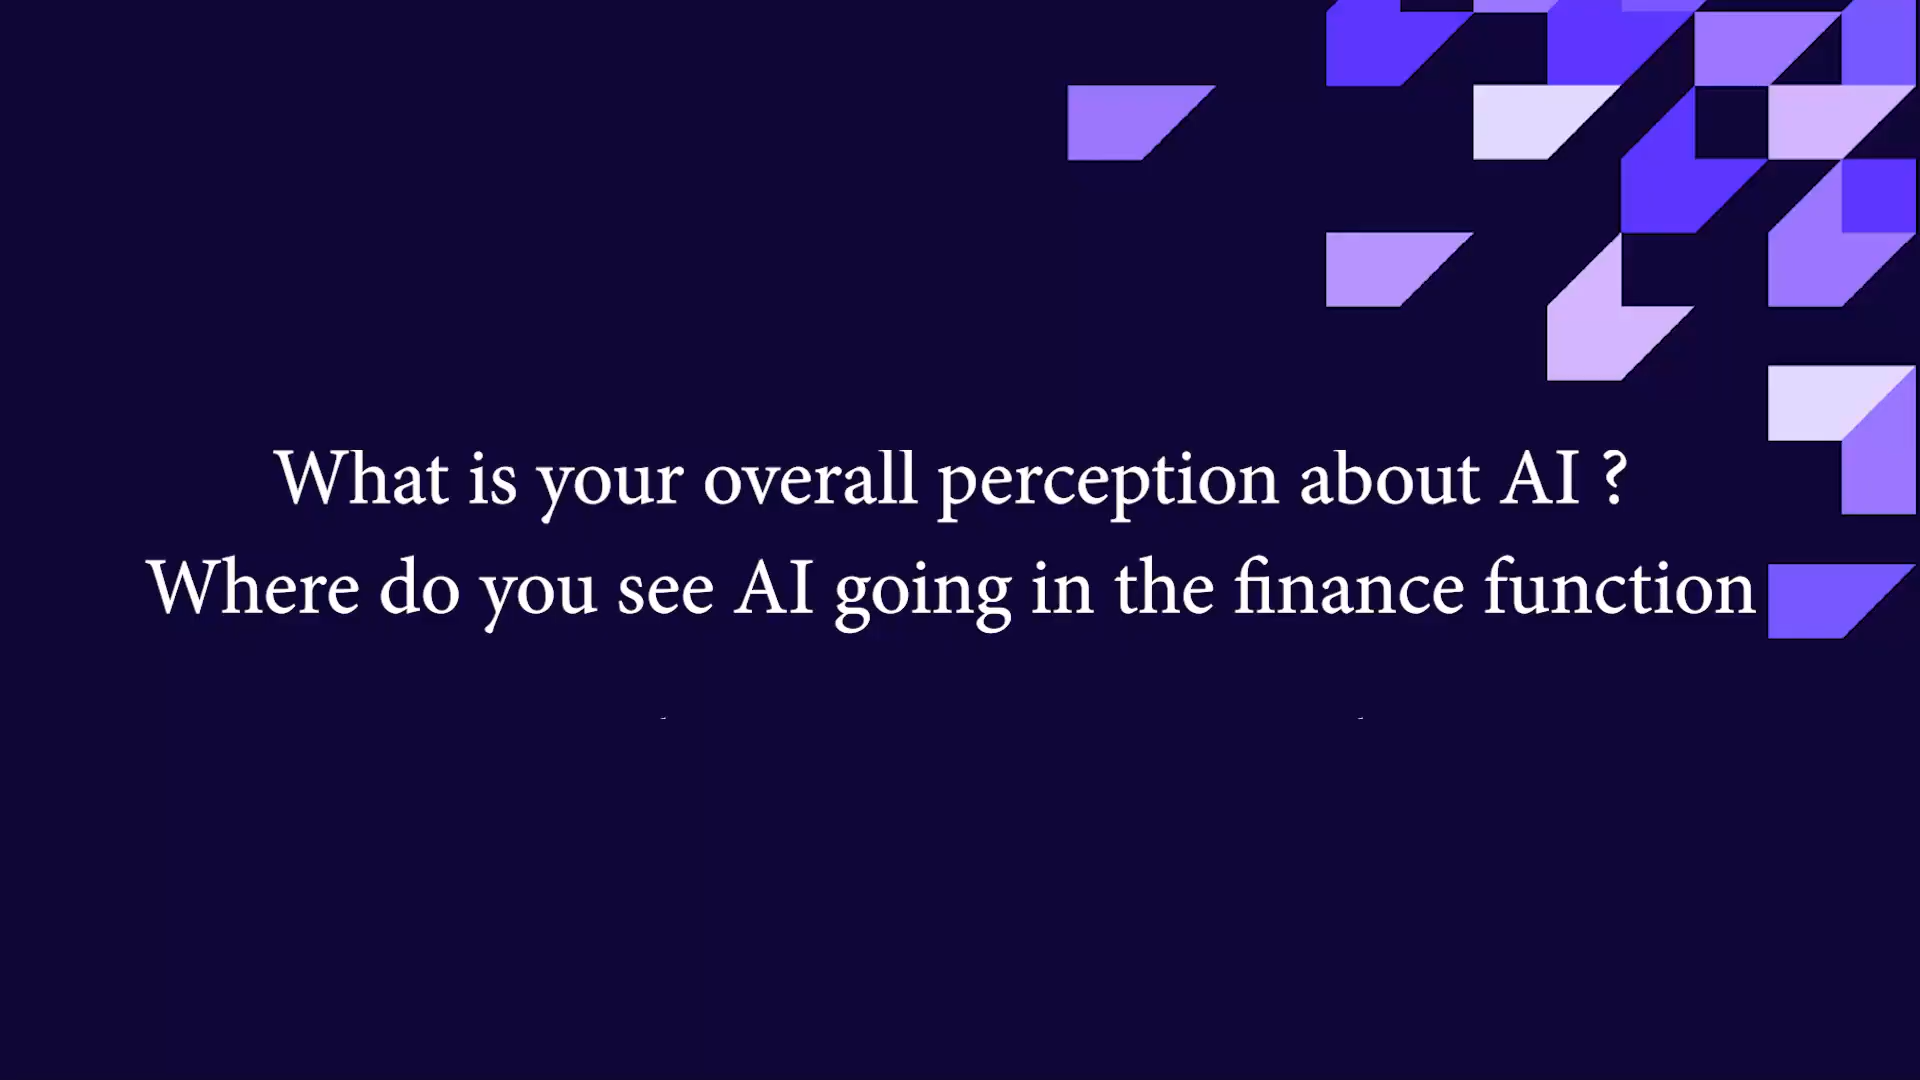 What is your overall perception about AI ?
Where do you see AI going in the finance function